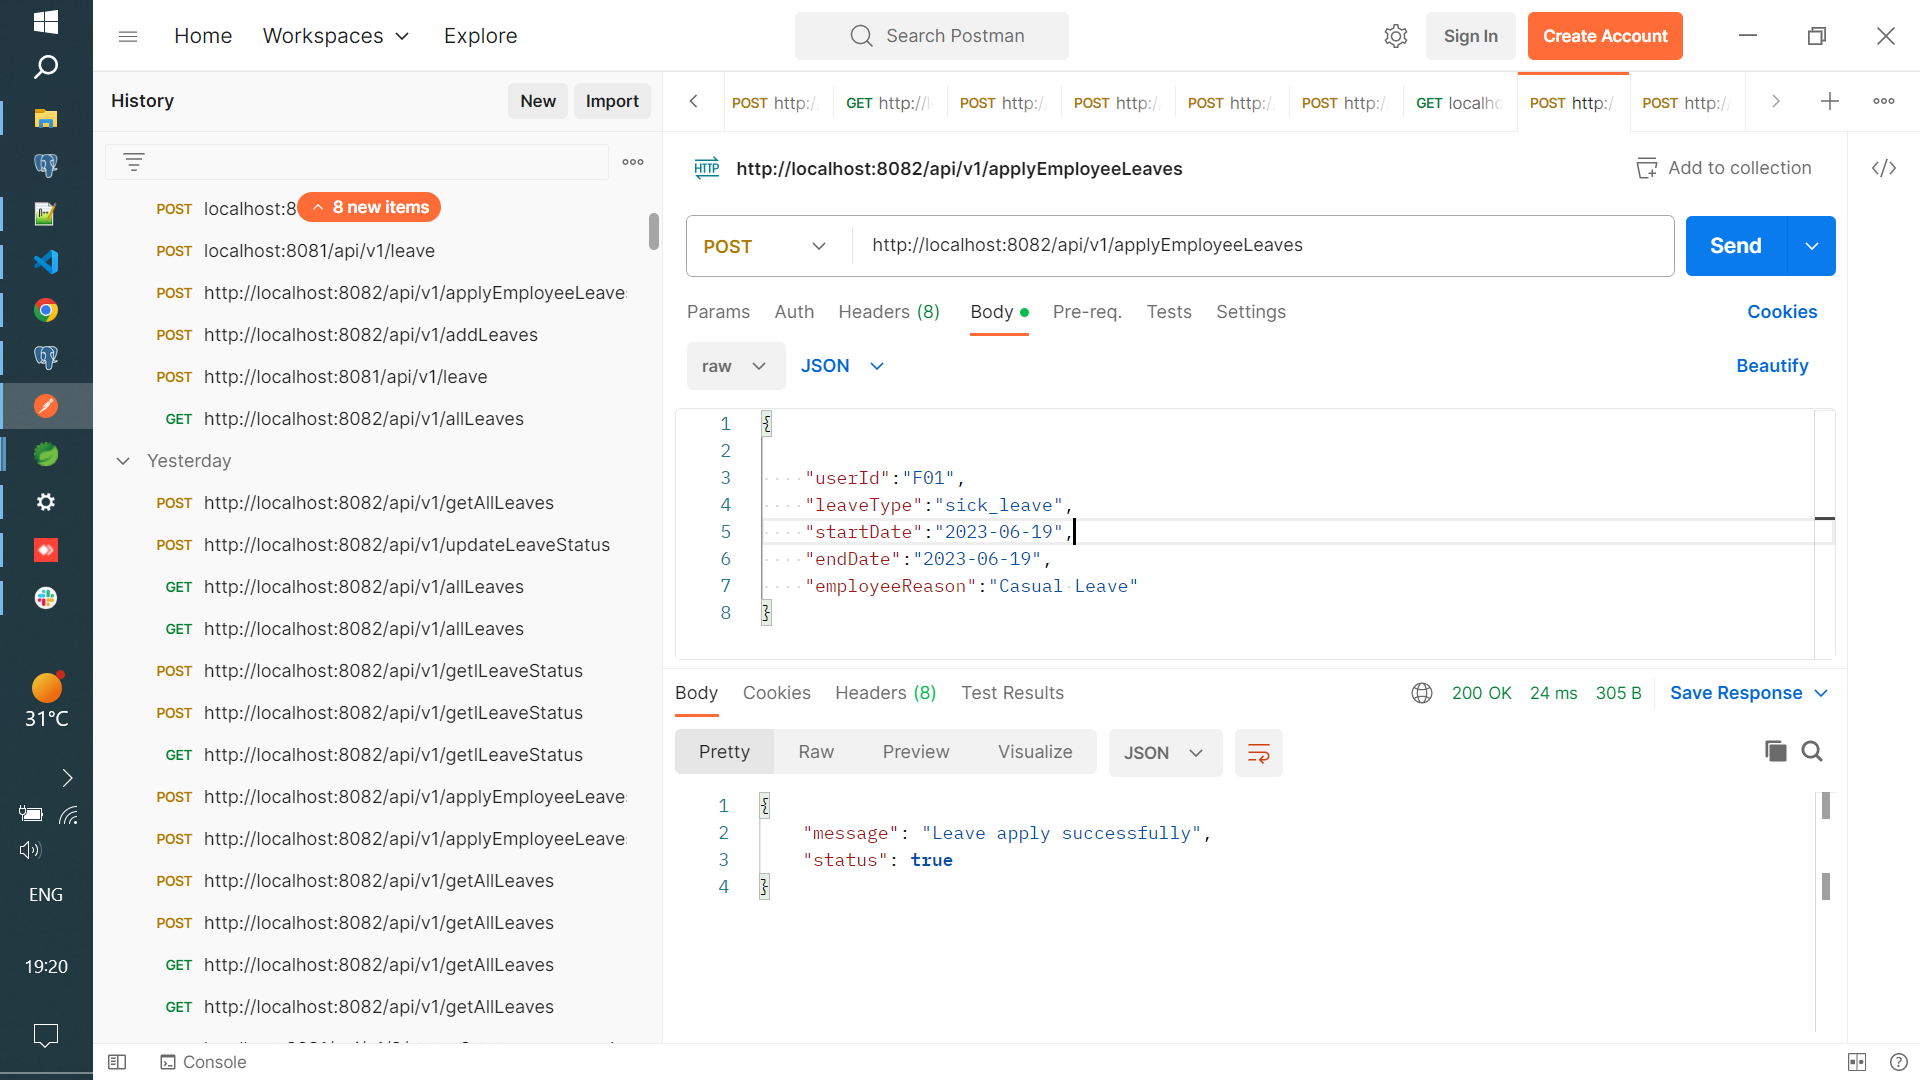 Home
Workspaces
Explore
Search Postman
Sign In
Create Account
History
New
Import
POST http:/
GET http://
POST http:/
POST http:/
POST http:/
POST http:/
GET localho
POST http:/
POST http:/
8 new items
POST localhost:8
POST localhost:8081/api/v1/leave
POST http://localhost:8082/api/v1/applyEmployeeLeave
POST http://localhost:8082/api/v1/addLeaves
POST http://localhost:8081/api/v1/leave
GET http://localhost:8082/api/v1/allLeaves
Yesterday
POST http://localhost:8082/api/v1/getAllLeaves
POST http://localhost:8082/api/v1/updateLeaveStatus
GET http://localhost:8082/api/v1/allLeaves
GET http://localhost:8082/api/v1/allLeaves
POST http://localhost:8082/api/v1/getlLeaveStatus
POST http://localhost:8082/api/v1/getlLeaveStatus
GET http://localhost:8082/api/v1/getlLeaveStatus
POST http://localhost:8082/api/v1/applyEmployeeLeave
POST http://localhost:8082/api/v1/applyEmployeeLeave
POST http://localhost:8082/api/v1/getAllLeaves
POST http://localhost:8082/api/v1/getAllLeaves
GET http://localhost:8082/api/v1/getAllLeaves
GET http://localhost:8082/api/v1/getAllLeaves
HTTP http://localhost:8082/api/v1/applyEmployeeLeaves
Add to collection
POST
http://localhost:8082/api/v1/applyEmployeeLeaves
Send
Params
Auth
Headers (8)
Body
Pre-req.
Tests
Settings
Cookies
raw
JSON
Beautify
1 {
2
3 "userId":"F01",
4 "leaveType":"sick_leave",
5 "startDate":"2023-06-19",
6 "endDate":"2023-06-19",
7 "employeeReason":"Casual Leave"
8 }
Body
Cookies
Headers (8)
Test Results
200 OK
24 ms
305 B
Save Response
Pretty
Raw
Preview
Visualize
JSON
1 {
2 "message": "Leave apply successfully",
3 "status": true
4 }
Console
31°C
ENG
19:20